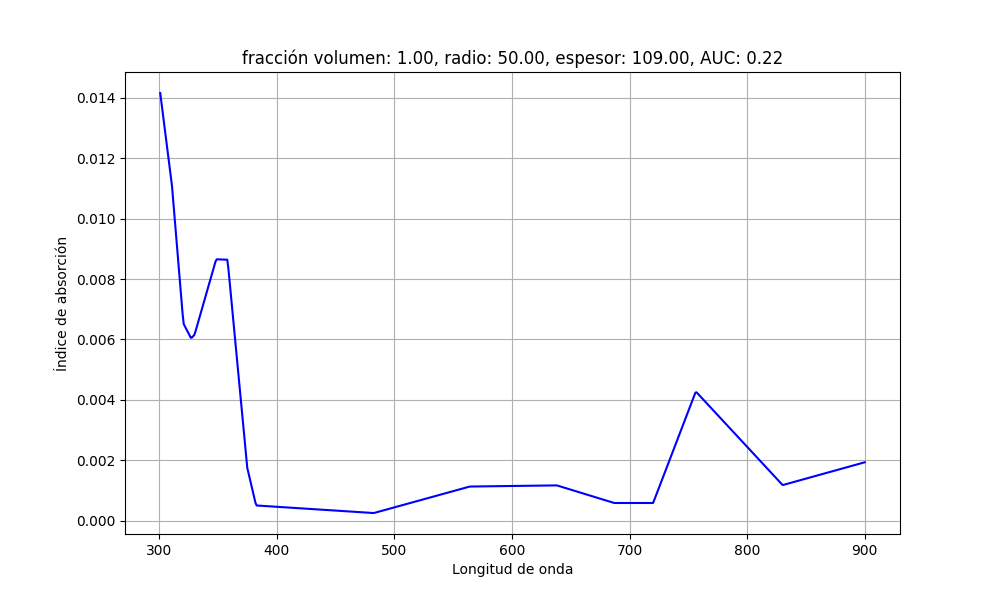 fracción volumen: 1.00, radio: 50.00, espesor: 109.00, AUC: 0.22
0.014
0.012
0.010
0.008
0.006
0.004
0.002
0.000
Índice de absorción
300 400 500 600 700 800 900
Longitud de onda